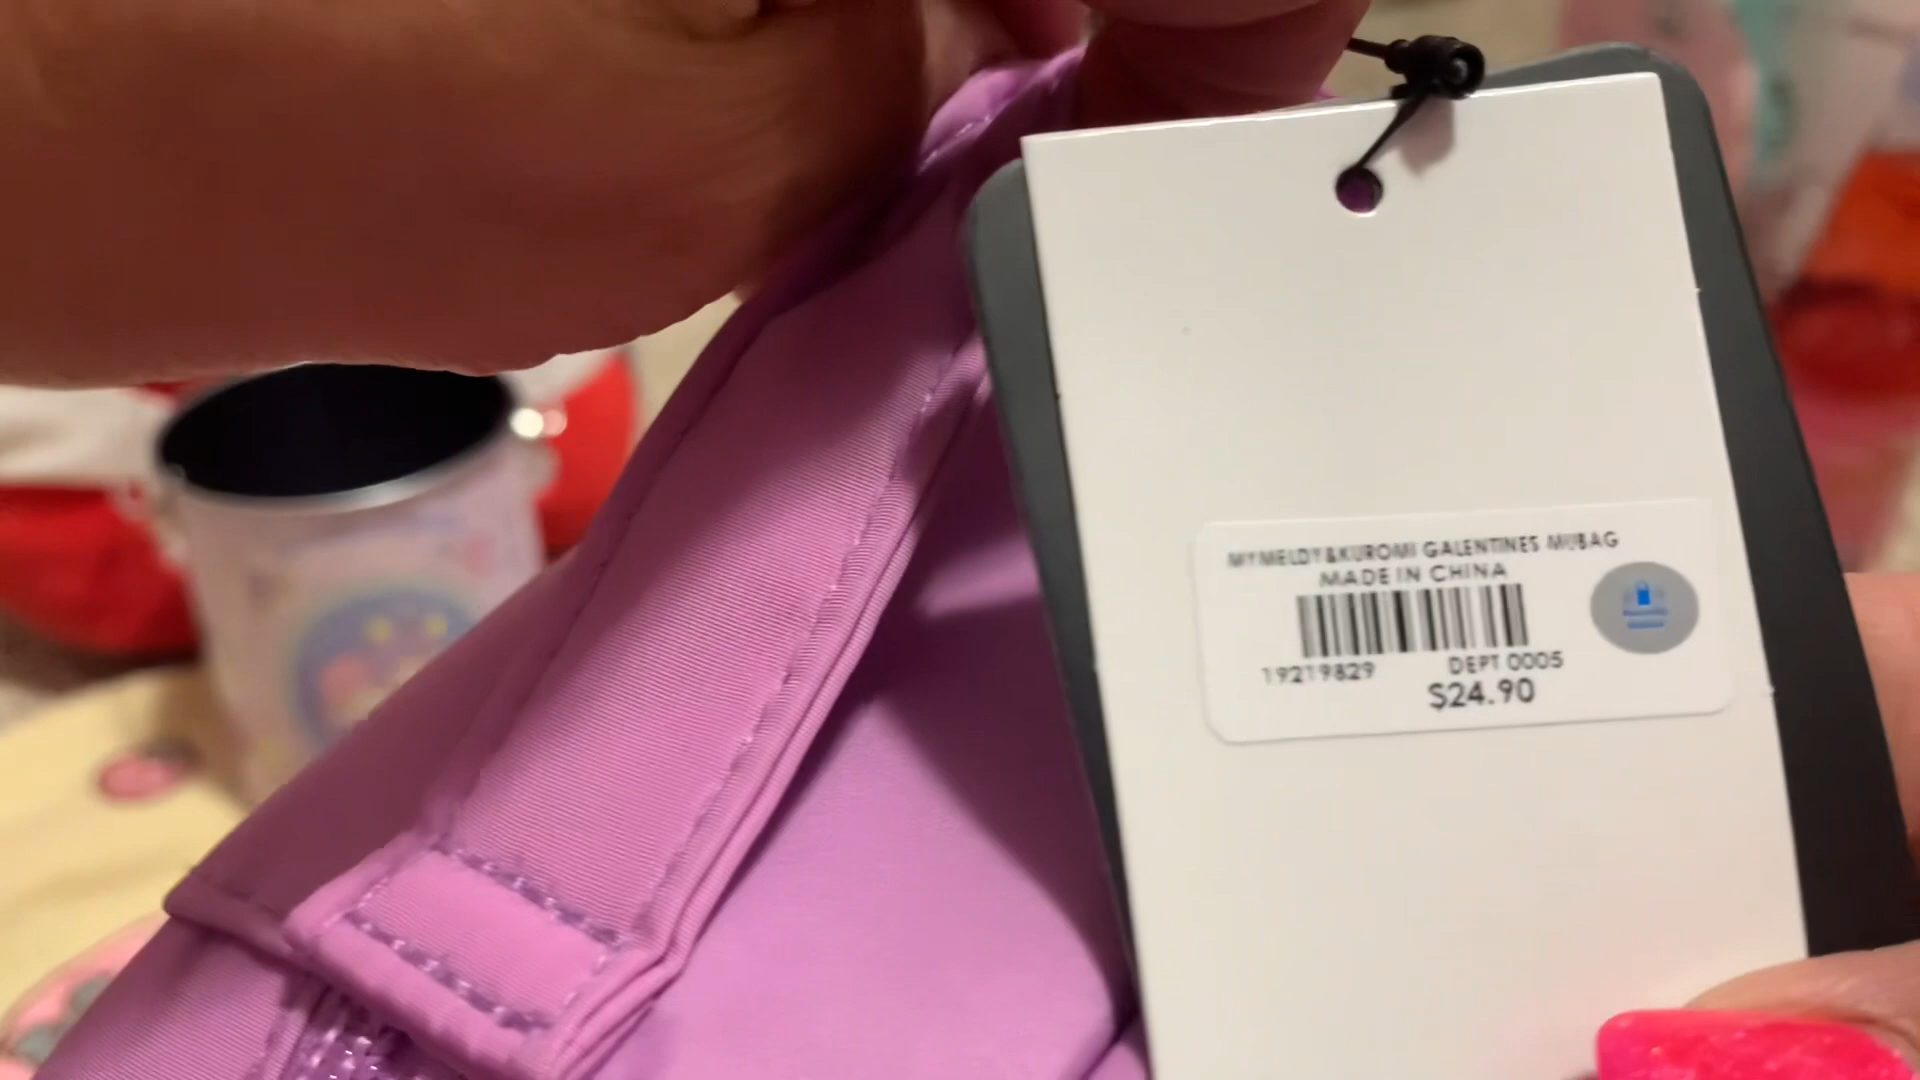 MYMELDY&KUROMI GALENTINES MUBAG
MADE IN CHINA
19219829 DEPT 0005
$24.90